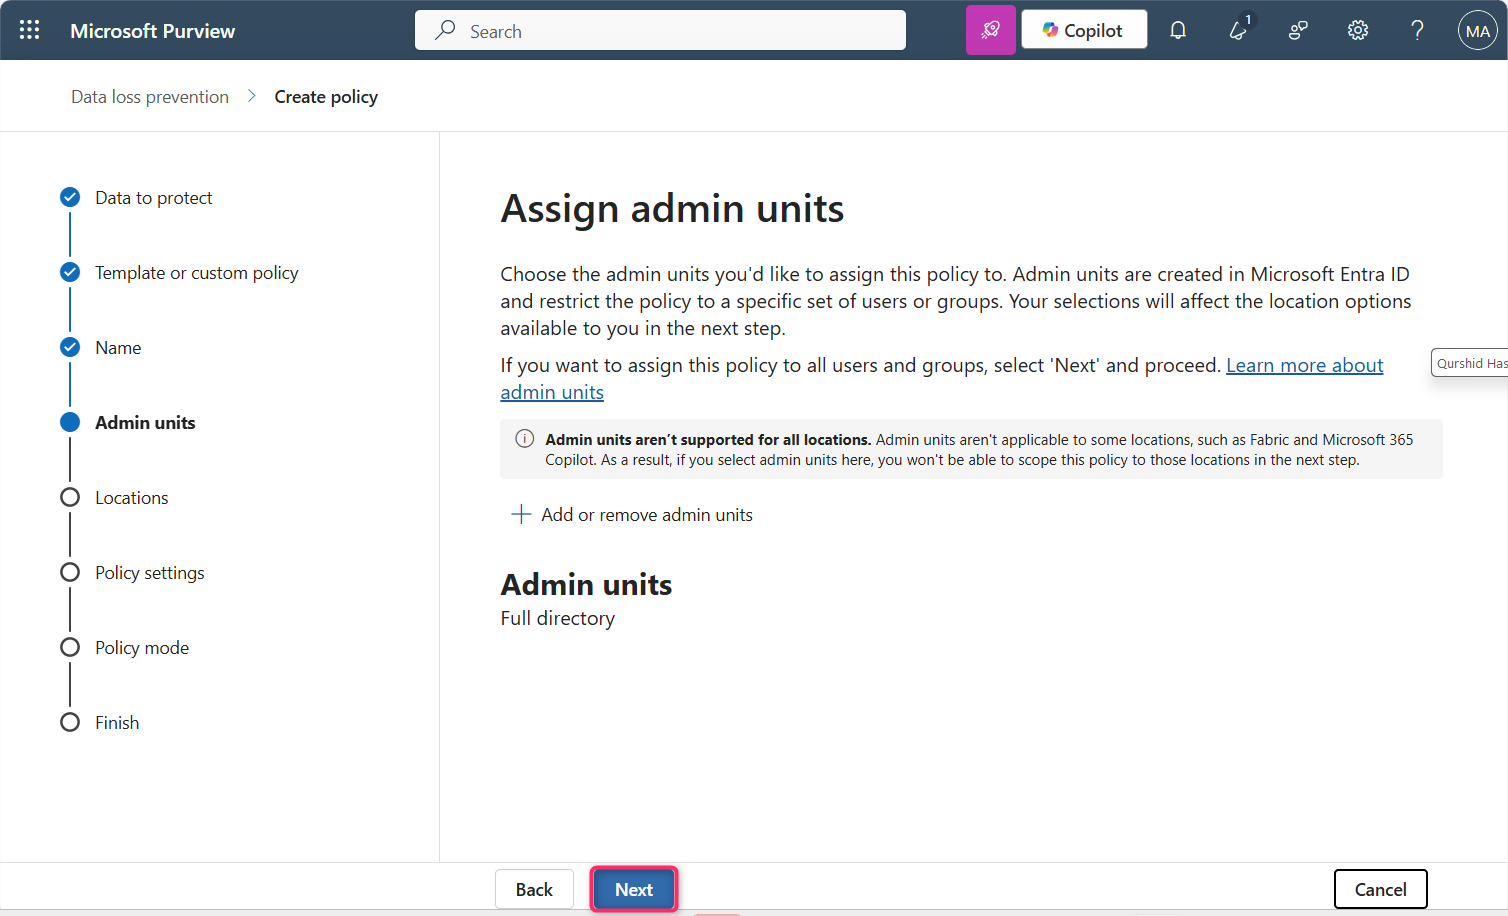 Microsoft Purview
Search
Copilot
1
?
MA
Data loss prevention > Create policy
Data to protect
Template or custom policy
Name
Admin units
Locations
Policy settings
Policy mode
Finish
Assign admin units
Choose the admin units you'd like to assign this policy to. Admin units are created in Microsoft Entra ID
and restrict the policy to a specific set of users or groups. Your selections will affect the location options
available to you in the next step.
If you want to assign this policy to all users and groups, select 'Next' and proceed. Learn more about
admin units
Qurshid Has
Admin units aren’t supported for all locations. Admin units aren't applicable to some locations, such as Fabric and Microsoft 365
Copilot. As a result, if you select admin units here, you won't be able to scope this policy to those locations in the next step.
+ Add or remove admin units
Admin units
Full directory
Back
Next
Cancel